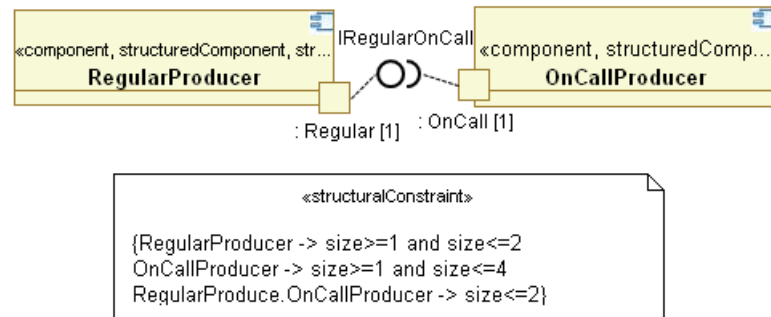 IRegularOnCall
«component, structuredComponent, str...
RegularProducer
«component, structuredComp...
OnCallProducer
: Regular [1]
: OnCall [1]
«structuralConstraint»
{RegularProducer -> size>=1 and size<=2
OnCallProducer -> size>=1 and size<=4
RegularProduce.OnCallProducer -> size<=2}